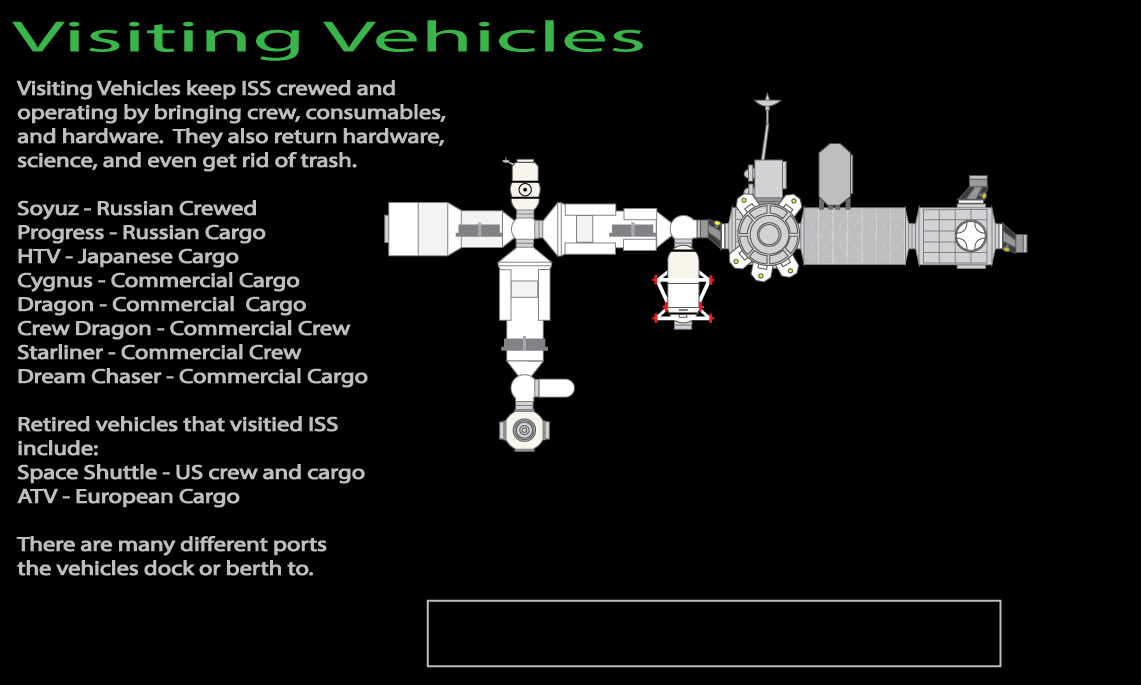 Visiting Vehicles
Visiting Vehicles keep ISS crewed and
operating by bringing crew, consumables,
and hardware.  They also return hardware,
science, and even get rid of trash.
Soyuz - Russian Crewed
Progress - Russian Cargo
HTV - Japanese Cargo
Cygnus - Commercial Cargo
Dragon - Commercial  Cargo
Crew Dragon - Commercial Crew
Starliner - Commercial Crew
Dream Chaser - Commercial Cargo
Retired vehicles that visitied ISS
include:
Space Shuttle - US crew and cargo
ATV - European Cargo
There are many different ports
the vehicles dock or berth to.